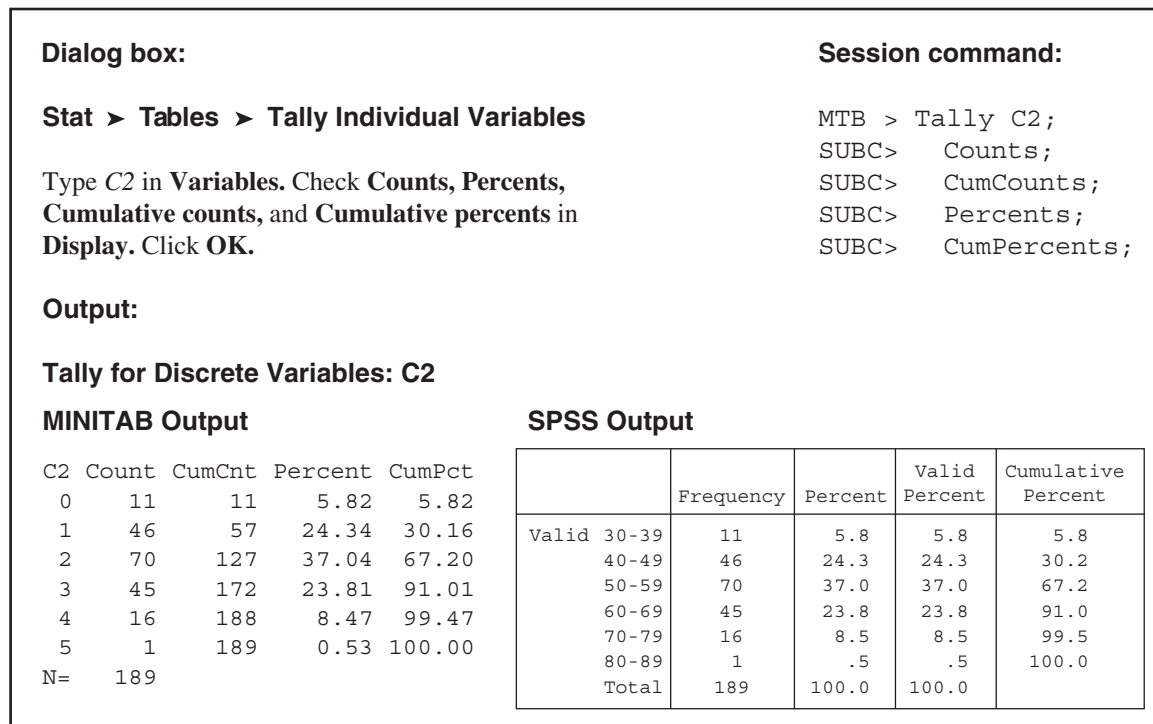 Dialog box:
Session command:
Stat ➤ Tables ➤ Tally Individual Variables
Type C2 in Variables. Check Counts, Percents,
Cumulative counts, and Cumulative percents in
Display. Click OK.
MTB > Tally C2;
SUBC> Counts;
SUBC> CumCounts;
SUBC> Percents;
SUBC> CumPercents;
Output:
Tally for Discrete Variables: C2
MINITAB Output
C2 Count CumCnt Percent CumPct
0 11 11 5.82 5.82
1 46 57 24.34 30.16
2 70 127 37.04 67.20
3 45 172 23.81 91.01
4 16 188 8.47 99.47
5 1 189 0.53 100.00
N= 189
SPSS Output
Valid Cumulative
Frequency Percent Percent Percent
Valid 30-39 11 5.8 5.8 5.8
40-49 46 24.3 24.3 30.2
50-59 70 37.0 37.0 67.2
60-69 45 23.8 23.8 91.0
70-79 16 8.5 8.5 99.5
80-89 1 .5 .5 100.0
Total 189 100.0 100.0